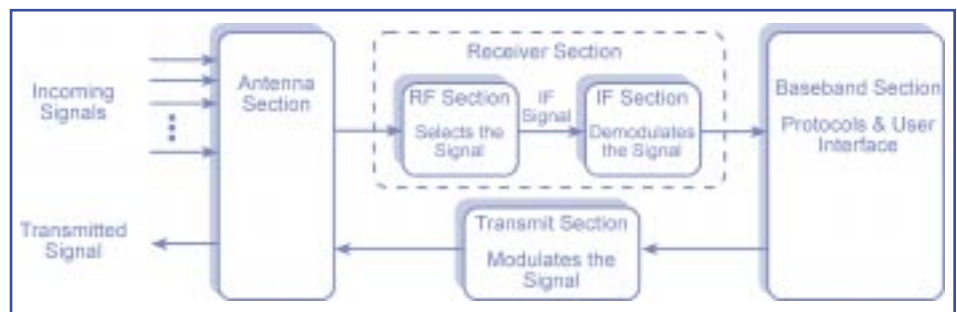 Incoming
Signals
Transmitted
Signal
Antenna
Section
Receiver Section
RF Section
Selects the
Signal
IF
Signal
IF Section
Demodulates
the Signal
Transmit Section
Modulates the
Signal
Baseband Section
Protocols & User
Interface